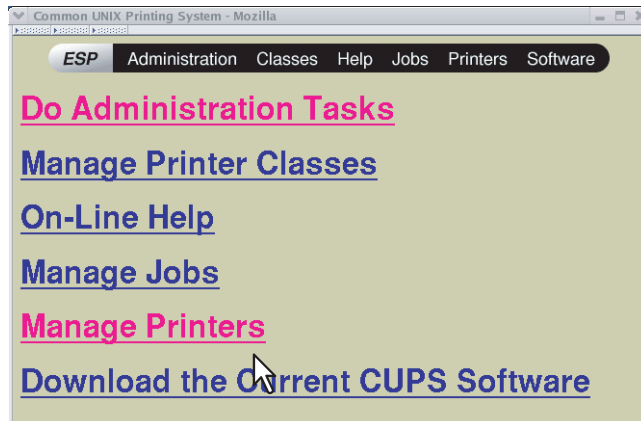 Common UNIX Printing System - Mozilla
ESP Administration Classes Help Jobs Printers Software
Do Administration Tasks
Manage Printer Classes
On-Line Help
Manage Jobs
Manage Printers
Download the Current CUPS Software